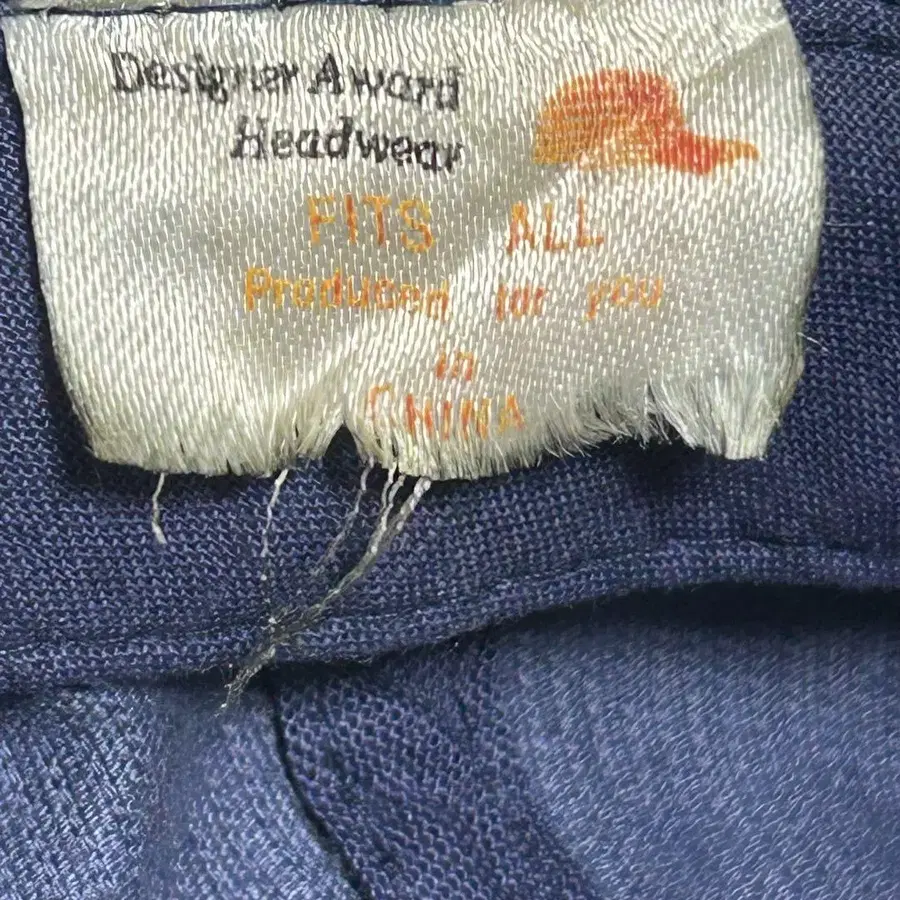 Designer Award
Headwear
FITS ALL
Produced for you
in
CHINA